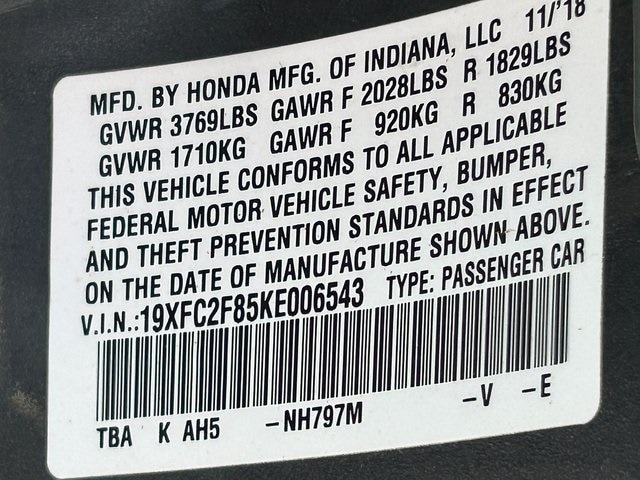 MFD. BY HONDA MFG. OF INDIANA, LLC 11/'18
GVWR 3769LBS GAWR F 2028LBS R 1829LBS
GVWR 1710KG GAWR F 920KG R 830KG
THIS VEHICLE CONFORMS TO ALL APPLICABLE
FEDERAL MOTOR VEHICLE SAFETY, BUMPER,
AND THEFT PREVENTION STANDARDS IN EFFECT
ON THE DATE OF MANUFACTURE SHOWN ABOVE.
V.I.N.:19XFC2F85KE006543 TYPE: PASSENGER CAR
TBA K AH5 -NH797M -V -E